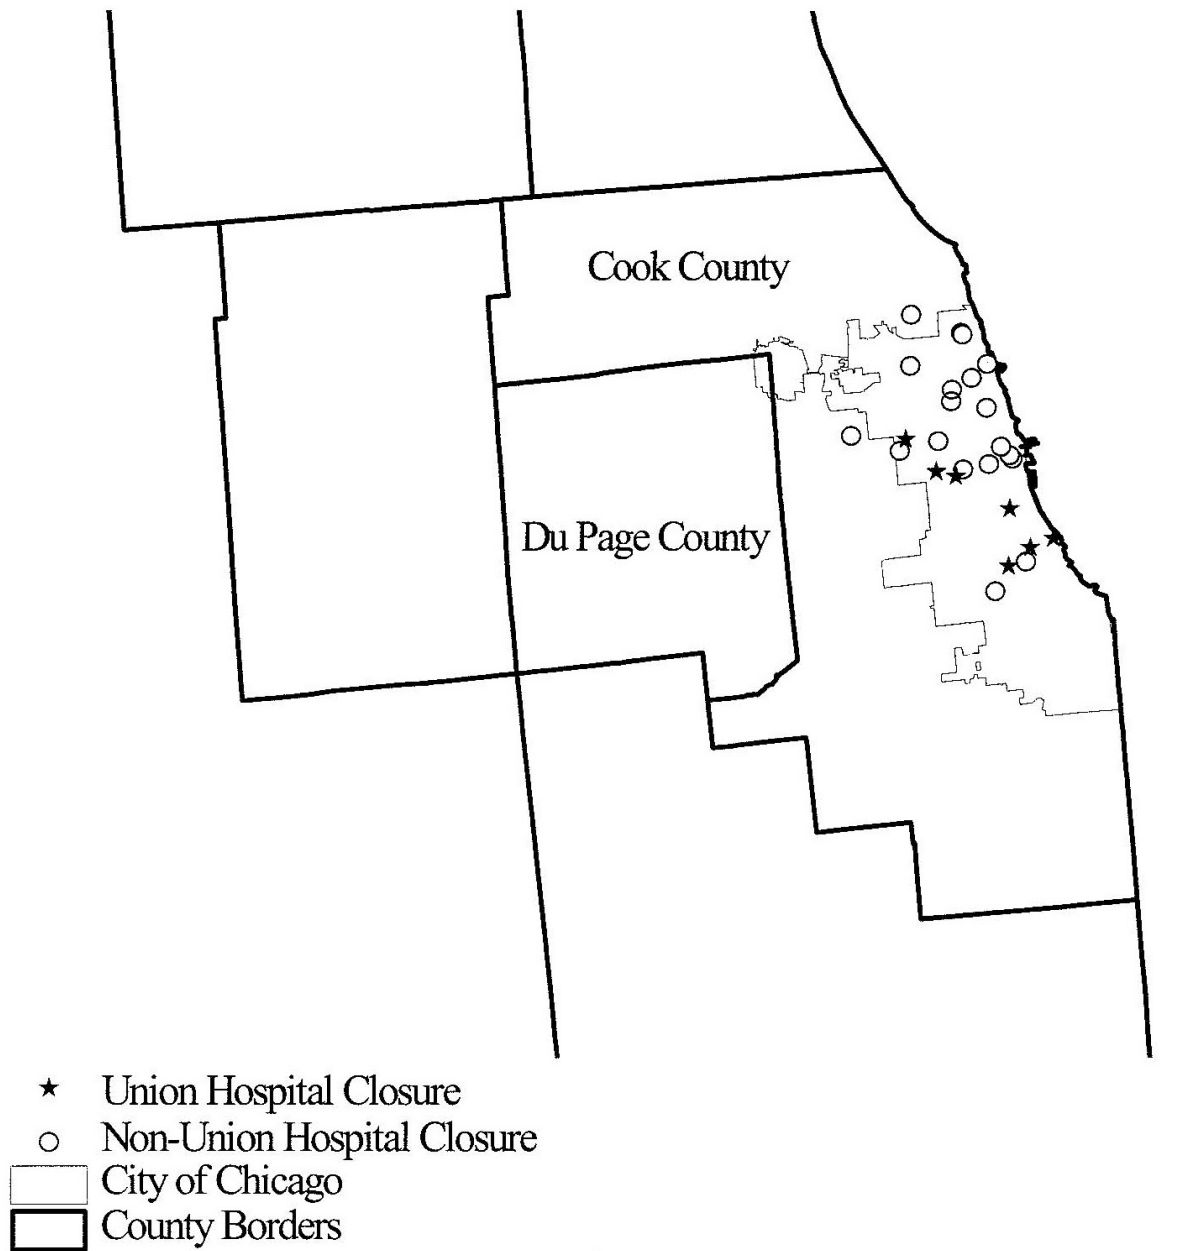 Cook County
Du Page County
Union Hospital Closure
Non-Union Hospital Closure
City of Chicago
County Borders